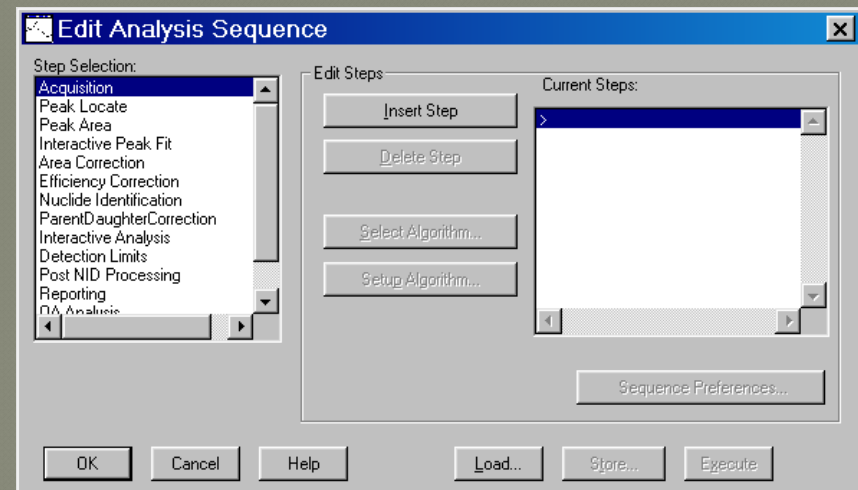 Edit Analysis Sequence
Step Selection:
Acquisition
Peak Locate
Peak Area
Interactive Peak Fit
Area Correction
Efficiency Correction
Nuclide Identification
ParentDaughterCorrection
Interactive Analysis
Detection Limits
Post NID Processing
Reporting
QA Analysis
Edit Steps
Insert Step
Delete Step
Select Algorithm...
Setup Algorithm...
Current Steps:
>
Sequence Preferences...
OK
Cancel
Help
Load...
Store...
Execute